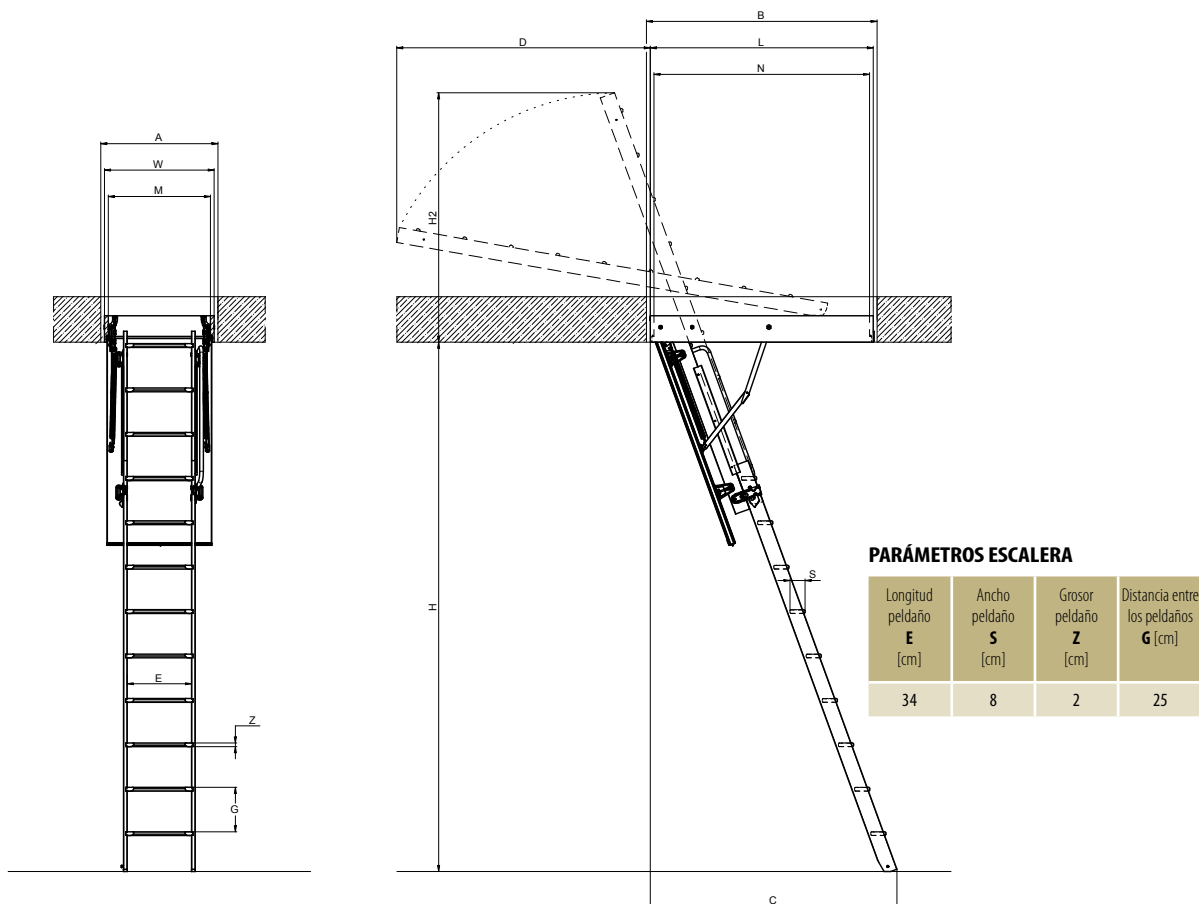 B
D
L
N
A
W
M
H2
H
S
E
Z
G
C
PARÁMETROS ESCALERA
Longitud
peldaño
E
[cm]
Ancho
peldaño
S
[cm]
Grosor
peldaño
Z
[cm]
Distancia entre
los peldaños
G [cm]
34
8
2
25